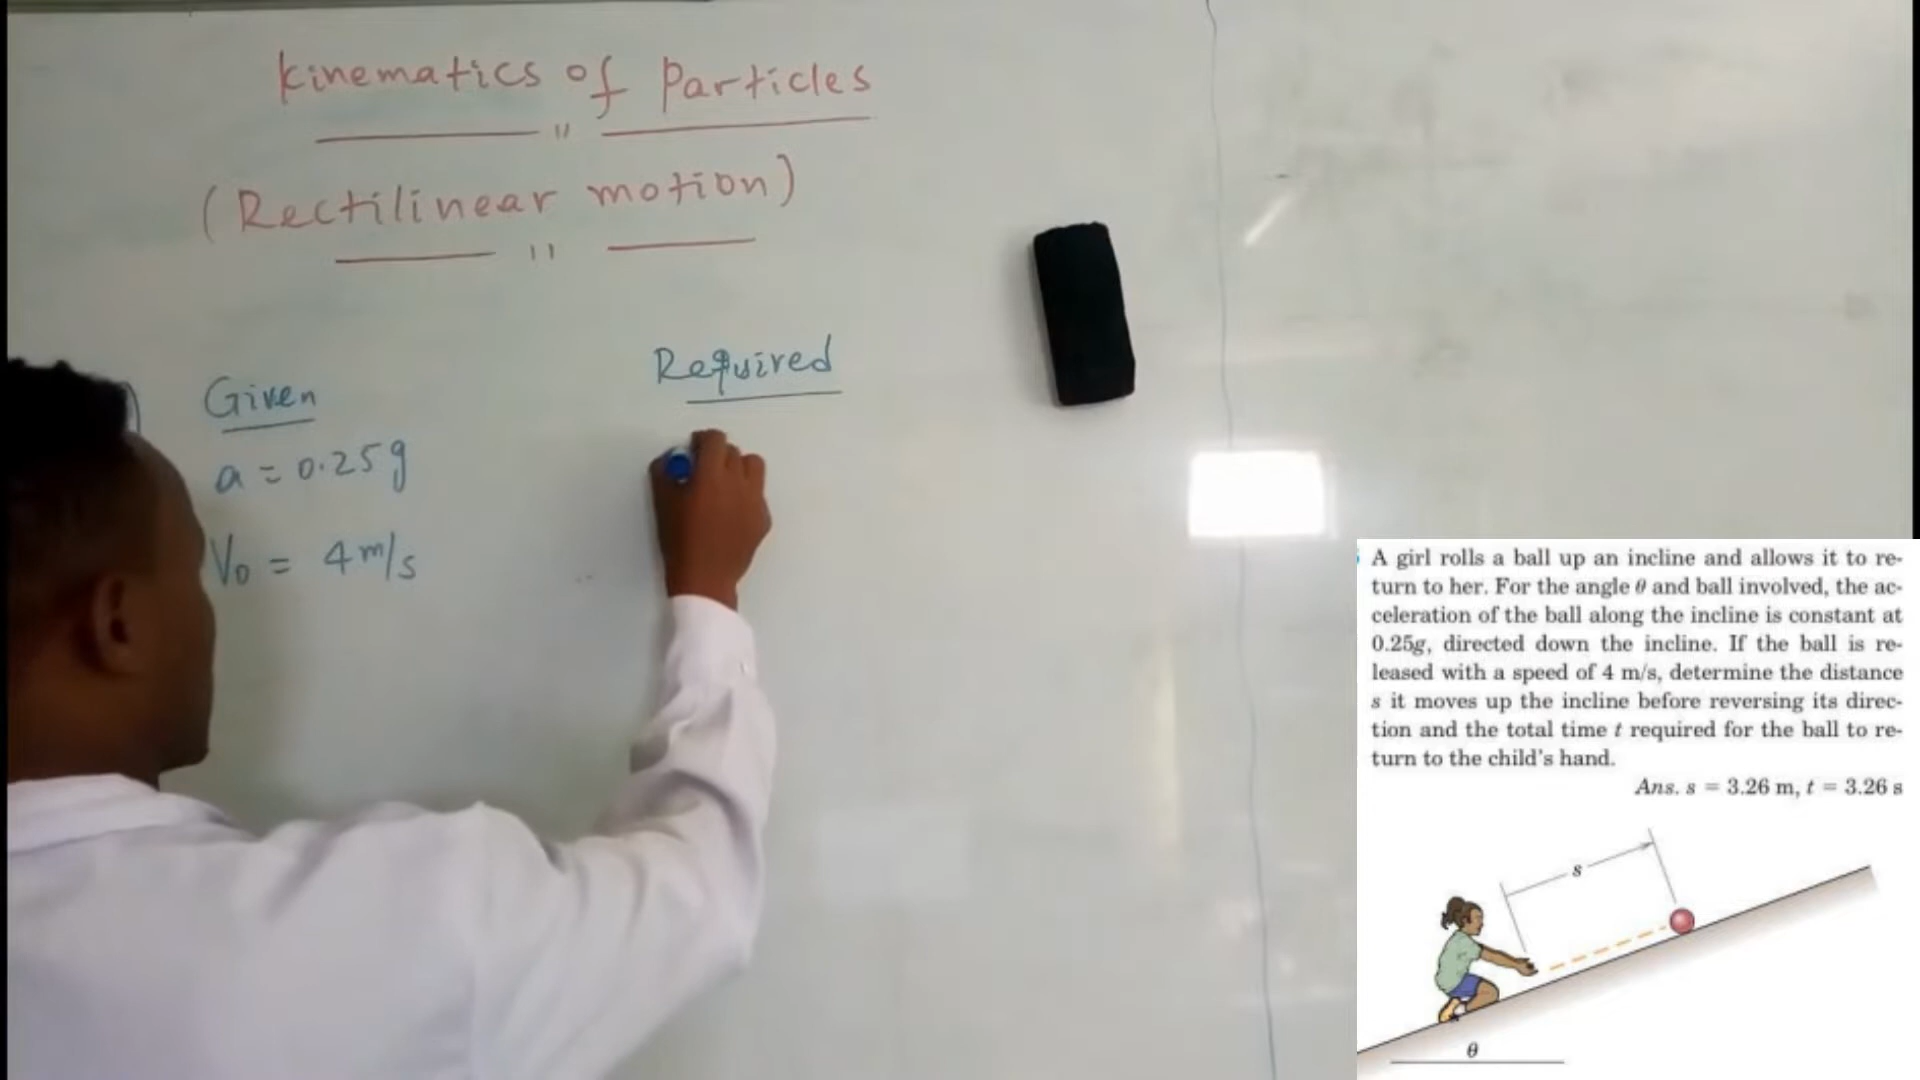 Kinematics of Particles
(Rectilinear motion)
Given
Required
a = 0.25g
V0 = 4 m/s
A girl rolls a ball up an incline and allows it to re-
turn to her. For the angle θ and ball involved, the ac-
celeration of the ball along the incline is constant at
0.25g, directed down the incline. If the ball is re-
leased with a speed of 4 m/s, determine the distance
s it moves up the incline before reversing its direc-
tion and the total time t required for the ball to re-
turn to the child's hand.
Ans. s = 3.26 m, t = 3.26 s
s
θ